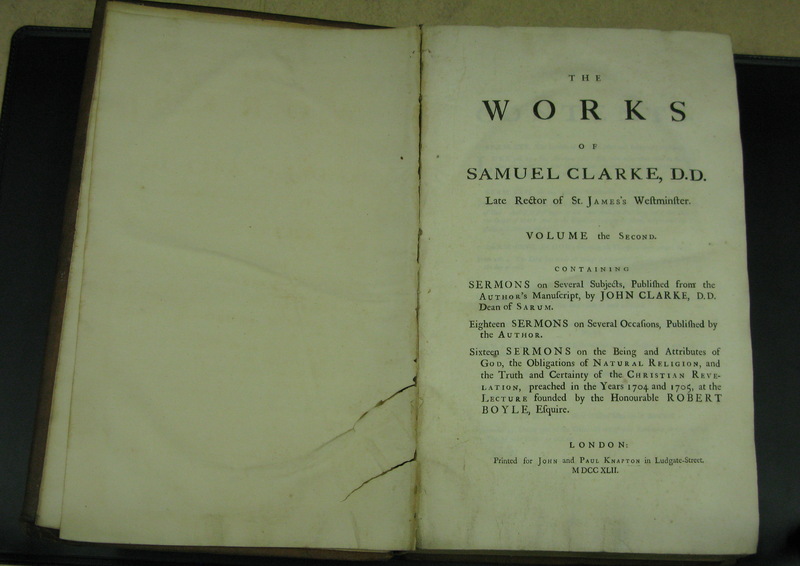 THE
WORKS
OF
SAMUEL CLARKE, D.D.
Late Rector of St. JAMES's Weſtminſter.
VOLUME the SECOND.
CONTAINING
SERMONS on Several Subjects, Publiſhed from the
AUTHOR's Manuſcript, by JOHN CLARKE, D.D.
Dean of SARUM.
Eighteen SERMONS on Several Occaſions, Publiſhed by
the AUTHOR.
Sixteen SERMONS on the Being and Attributes of
GOD, the Obligations of NATURAL RELIGION, and
the Truth and Certainty of the CHRISTIAN REVE-
LATION, preached in the Years 1704 and 1705, at the
LECTURE founded by the Honourable ROBERT
BOYLE, Eſquire.
LONDON:
Printed for JOHN and PAUL KNAPTON in Ludgate-Street.
MDCCXLII.